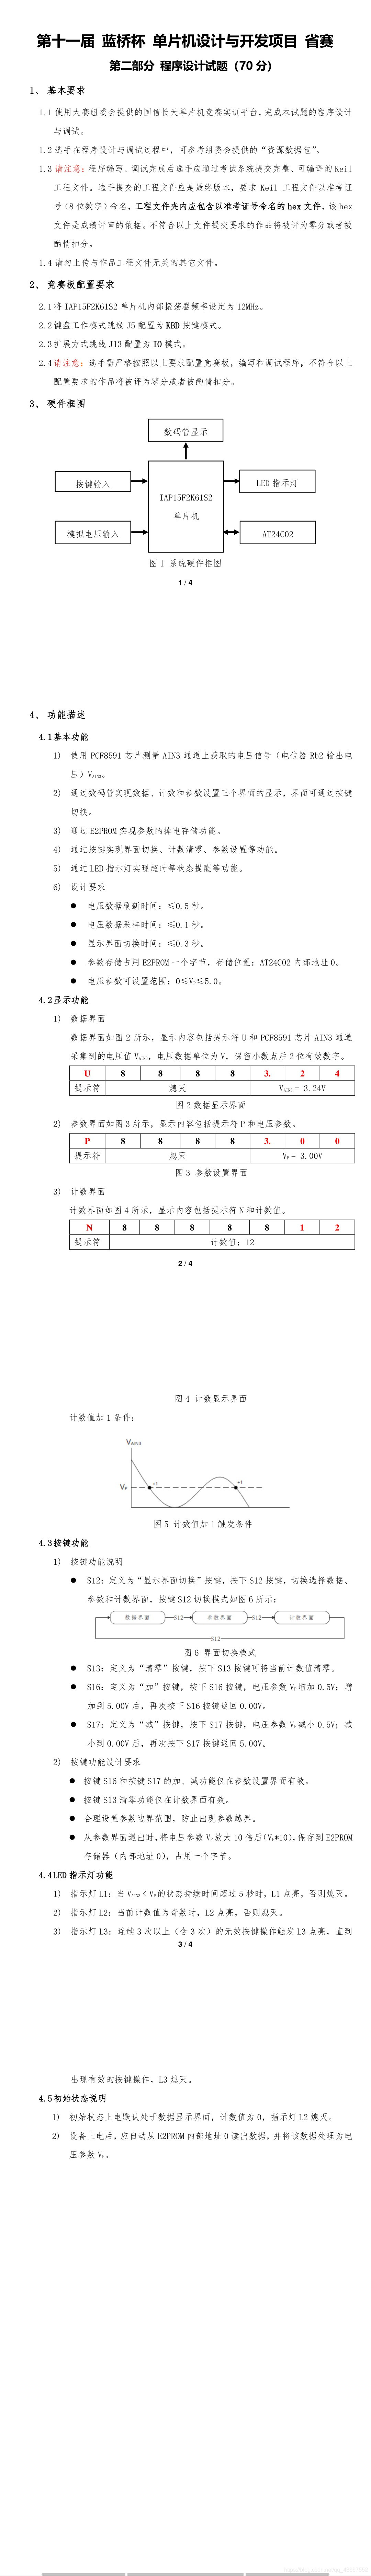 第十一届 蓝桥杯 单片机设计与开发项目 省赛
第二部分 程序设计试题（70 分）
1、 基本要求
1.1 使用大赛组委会提供的国信长天单片机竞赛实训平台,完成本试题的程序设计
与调试。
1.2 选手在程序设计与调试过程中，可参考组委会提供的“资源数据包”。
1.3 请注意：程序编写、调试完成后选手应通过考试系统提交完整、可编译的 Keil
工程文件。选手提交的工程文件应是最终版本，要求 Keil 工程文件以准考证
号(8 位数字)命名，工程文件夹内应包含以准考证号命名的 hex 文件，该 hex
文件是成绩评审的依据。不符合以上文件提交要求的作品将被评为零分或者被
酌情扣分。
1.4 请勿上传与作品工程文件无关的其它文件。
2、 竞赛板配置要求
2.1 将 IAP15F2K61S2 单片机内部振荡器频率设定为 12MHz。
2.2 键盘工作模式跳线 J5 配置为 KBD 按键模式。
2.3 扩展方式跳线 J13 配置为 IO 模式。
2.4 请注意：选手需严格按照以上要求配置竞赛板，编写和调试程序，不符合以上
配置要求的作品将被评为零分或者被酌情扣分。
3、 硬件框图
数码管显示
按键输入
LED 指示灯
IAP15F2K61S2
单片机
模拟电压输入
AT24C02
图 1 系统硬件框图
1 / 4
4、 功能描述
4.1 基本功能
1) 使用 PCF8591 芯片测量 AIN3 通道上获取的电压信号（电位器 Rb2 输出电
压）VAIN3。
2) 通过数码管实现数据、计数和参数设置三个界面的显示，界面可通过按键
切换。
3) 通过 E2PROM 实现参数的掉电存储功能。
4) 通过按键实现界面切换、计数清零、参数设置等功能。
5) 通过 LED 指示灯实现超时等状态提醒等功能。
6) 设计要求
● 电压数据刷新时间：≤0.5 秒。
● 电压数据采样时间：≤0.1 秒。
● 显示界面切换时间：≤0.3 秒。
● 参数存储占用 E2PROM 一个字节，存储位置：AT24C02 内部地址 0。
● 电压参数可设置范围：0≤VP≤5.0。
4.2 显示功能
1) 数据界面
数据界面如图 2 所示，显示内容包括提示符 U 和 PCF8591 芯片 AIN3 通道
采集到的电压值 VAIN3，电压数据单位为 V，保留小数点后 2 位有效数字。
U 8 8 8 8 3. 2 4
提示符 熄灭 VAIN3 = 3.24V
图 2 数据显示界面
2) 参数界面如图 3 所示，显示内容包括提示符 P 和电压参数。
P 8 8 8 8 3. 0 0
提示符 熄灭 VP = 3.00V
图 3 参数设置界面
3) 计数界面
计数界面如图 4 所示，显示内容包括提示符 N 和计数值。
N 8 8 8 8 8 1 2
提示符 计数值：12
2 / 4
图 4 计数显示界面
计数值加 1 条件：
VAIN3
VP +1 +1
图 5 计数值加 1 触发条件
4.3 按键功能
1) 按键功能说明
● S12：定义为“显示界面切换”按键，按下 S12 按键，切换选择数据、
参数和计数界面，按键 S12 切换模式如图 6 所示：
数据界面 S12 参数界面 S12 计数界面
S12
图 6 界面切换模式
● S13：定义为“清零”按键，按下 S13 按键可将当前计数值清零。
● S16：定义为“加”按键，按下 S16 按键，电压参数 VP 增加 0.5V；增
加到 5.00V 后，再次按下 S16 按键返回 0.00V。
● S17：定义为“减”按键，按下 S17 按键，电压参数 VP 减小 0.5V；减
小到 0.00V 后，再次按下 S17 按键返回 5.00V。
2) 按键功能设计要求
● 按键 S16 和按键 S17 的加、减功能仅在参数设置界面有效。
● 按键 S13 清零功能仅在计数界面有效。
● 合理设置参数边界范围，防止出现参数越界。
● 从参数界面退出时,将电压参数 VP 放大 10 倍后(VP*10)，保存到 E2PROM
存储器（内部地址 0），占用一个字节。
4.4 LED 指示灯功能
1) 指示灯 L1：当 VAIN3 < VP 的状态持续时间超过 5 秒时，L1 点亮，否则熄灭。
2) 指示灯 L2：当前计数值为奇数时，L2 点亮，否则熄灭。
3) 指示灯 L3：连续 3 次以上（含 3 次）的无效按键操作触发 L3 点亮，直到
3 / 4
出现有效的按键操作，L3 熄灭。
4.5 初始状态说明
1) 初始状态上电默认处于数据显示界面，计数值为 0，指示灯 L2 熄灭。
2) 设备上电后，应自动从 E2PROM 内部地址 0 读出数据，并将该数据处理为电
压参数 VP。